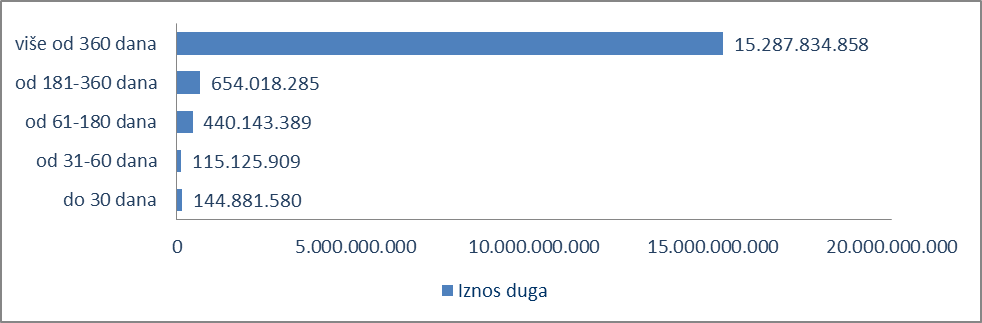 više od 360 dana 15.287.834.858
od 181-360 dana 654.018.285
od 61-180 dana 440.143.389
od 31-60 dana 115.125.909
do 30 dana 144.881.580
0 5.000.000.000 10.000.000.000 15.000.000.000 20.000.000.000
Iznos duga